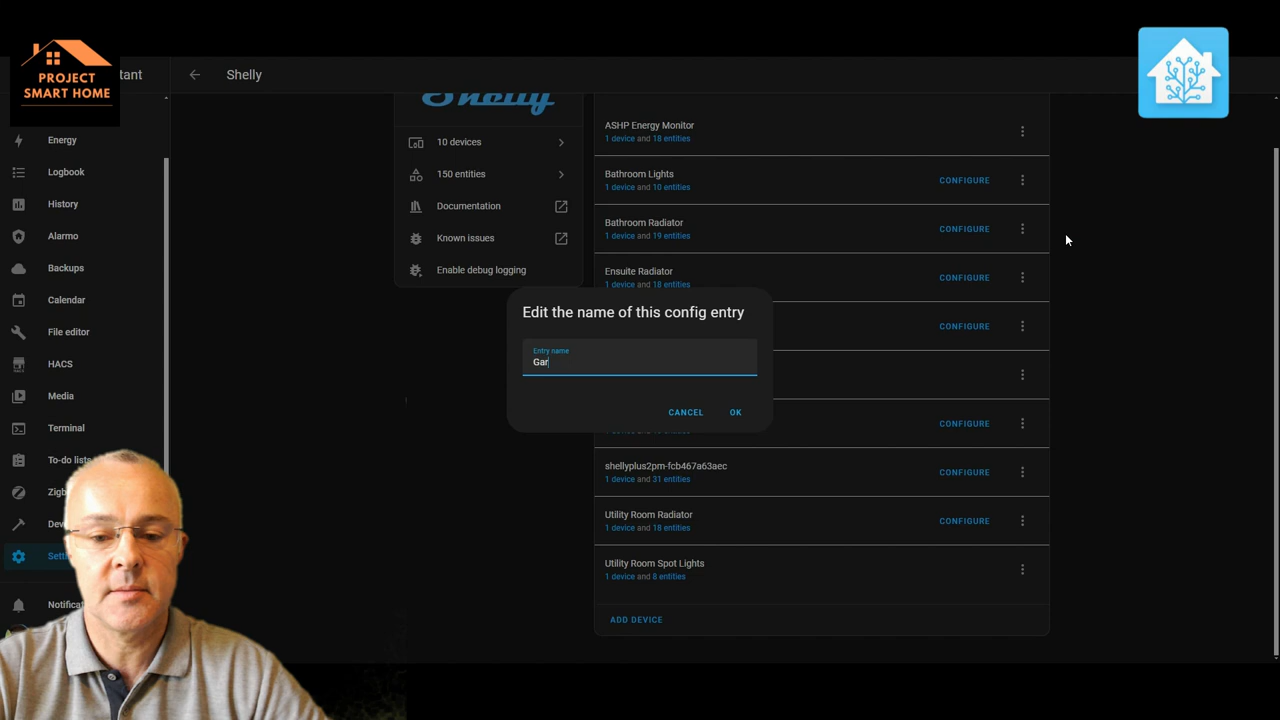 PROJECT
SMART HOME
tant
Shelly
Energy
Logbook
History
Alarmo
Backups
Calendar
File editor
HACS
Media
Terminal
To-do lists
Zigb
Dev
Setti
Notificat
Shelly
10 devices
150 entities
Documentation
Known issues
Enable debug logging
ASHP Energy Monitor
1 device and 18 entities
Bathroom Lights
1 device and 10 entities
CONFIGURE
Bathroom Radiator
1 device and 19 entities
CONFIGURE
Ensuite Radiator
1 device and 18 entities
CONFIGURE
CONFIGURE
Edit the name of this config entry
Entry name
Gar
CANCEL
OK
CONFIGURE
shellyplus2pm-fcb467a63aec
1 device and 31 entities
CONFIGURE
Utility Room Radiator
1 device and 18 entities
CONFIGURE
Utility Room Spot Lights
1 device and 8 entities
ADD DEVICE